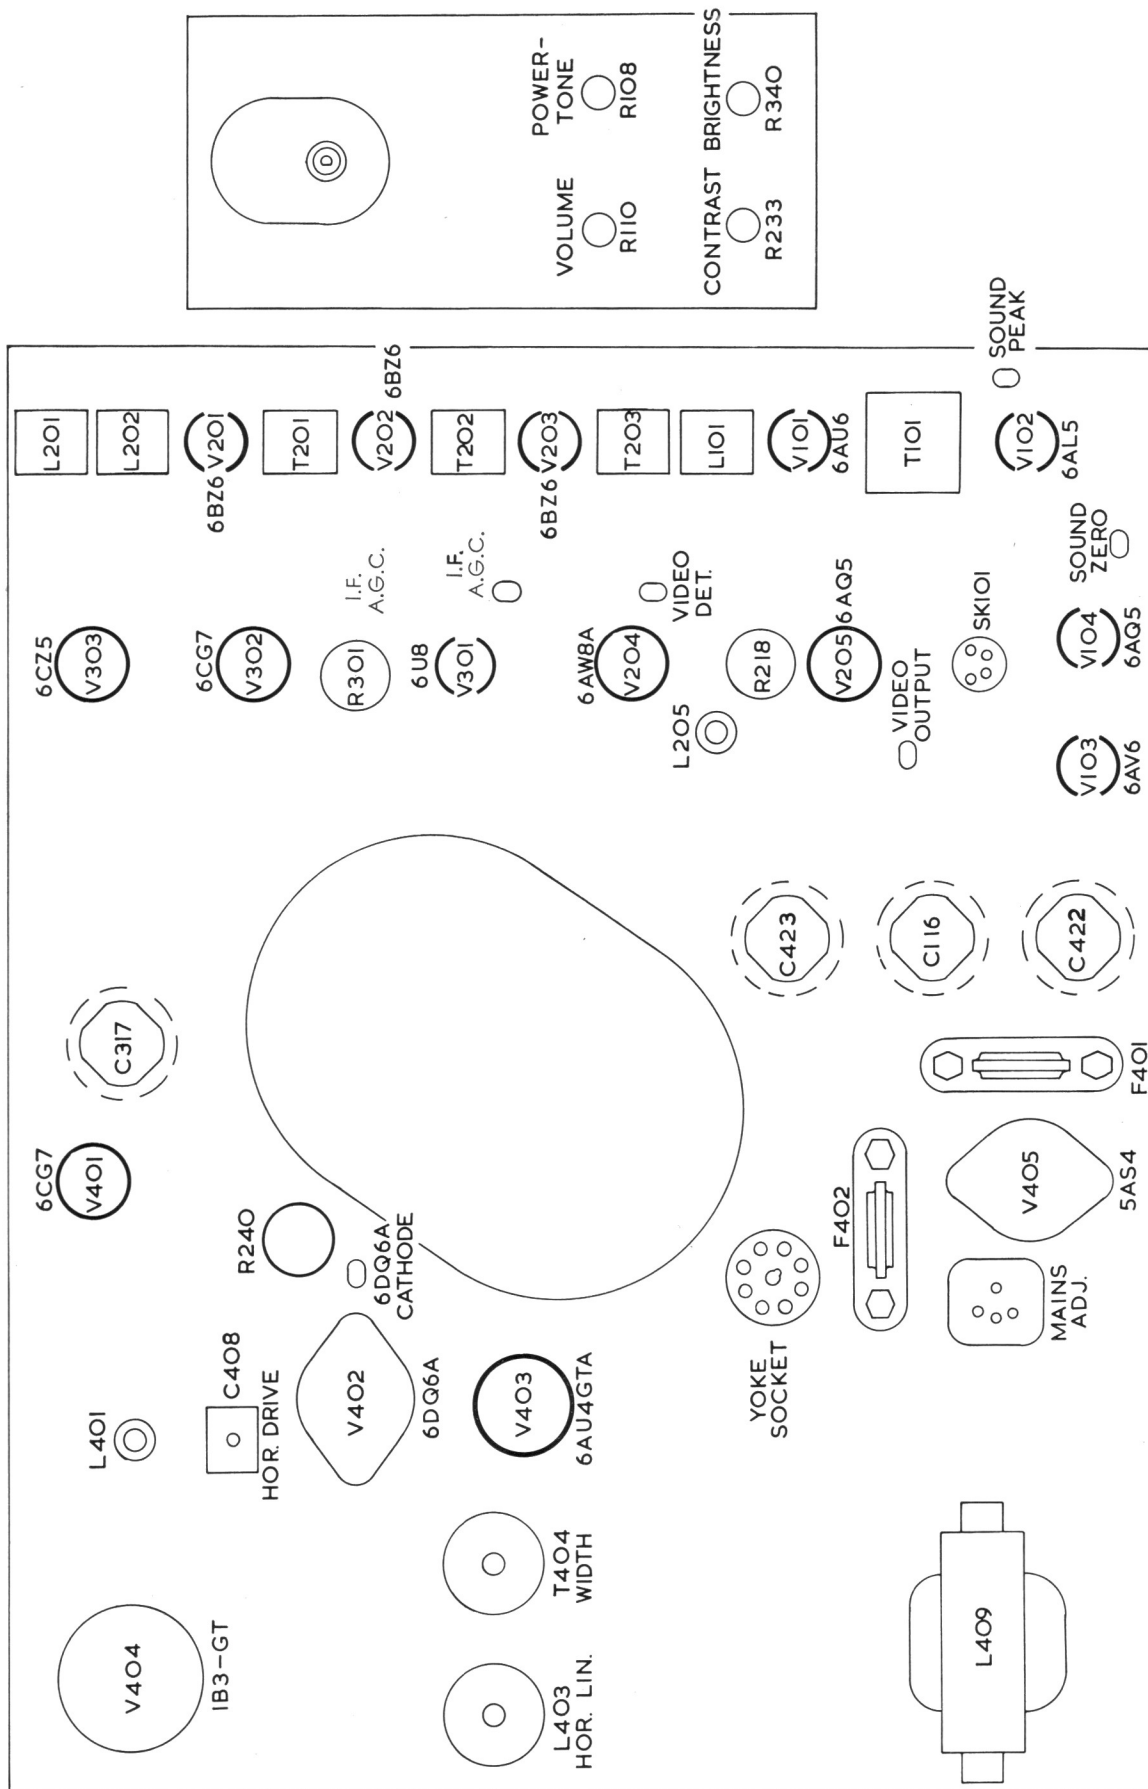 V404
1B3-GT
L403
HOR. LIN.
T404
WIDTH
L401
C408
HOR. DRIVE
V402
6DQ6A
V403
6AU4GTA
L409
R240
6DQ6A
CATHODE
6CG7
V401
C317
YOKE
SOCKET
F402
MAINS
ADJ.
V405
5AS4
F401
C423
C116
C422
6CZ5
V303
6CG7
V302
R301
I.F.
A.G.C.
6U8
V301
I.F.
A.G.C.
6AW8A
V204
VIDEO
DET.
L205
R218
V205
6AQ5
VIDEO
OUTPUT
SK101
V103
6AV6
V104
6AQ5
SOUND
ZERO
L201
L202
V201
6BZ6
T201
V202
6BZ6
T202
V203
6BZ6
T203
L101
V101
6AU6
T101
V102
6AL5
SOUND
PEAK
D
VOLUME
R110
POWER-
TONE
R108
CONTRAST
R233
BRIGHTNESS
R340